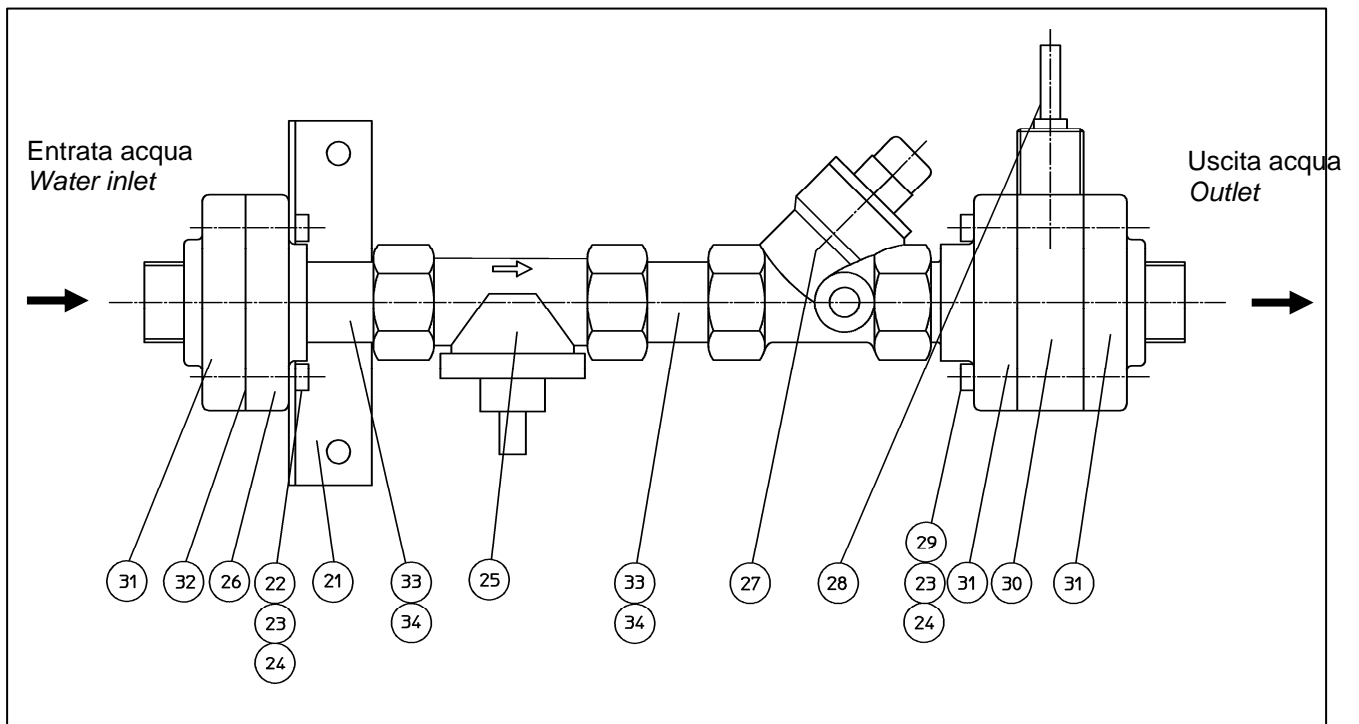 Entrata acqua
Water inlet
Uscita acqua
Outlet
31 32 26 22 21 33 25 33 27 28 29 31 30 31
23 34 34 23
24 24